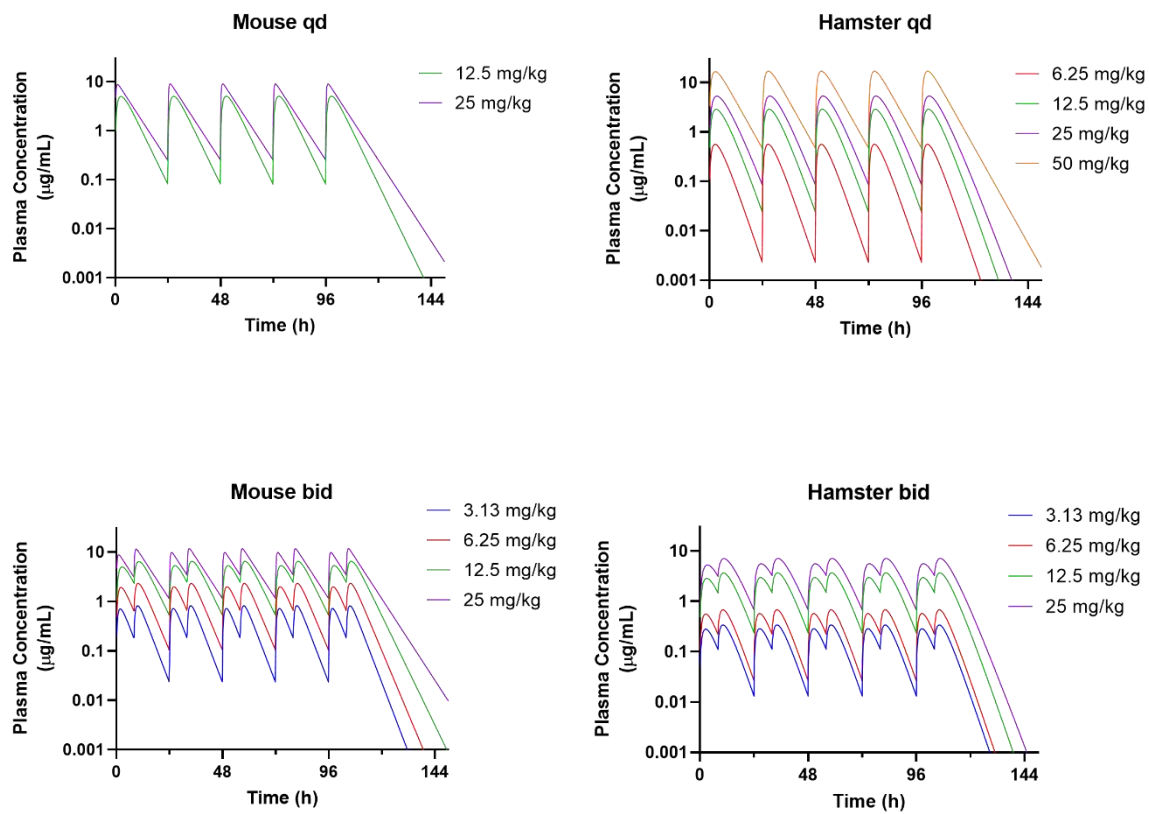 Mouse qd
Plasma Concentration
(µg/mL)
10
1
0.1
0.01
0.001
0
48
96
144
Time (h)
12.5 mg/kg
25 mg/kg
Hamster qd
Plasma Concentration
(µg/mL)
10
1
0.1
0.01
0.001
0
48
96
144
Time (h)
6.25 mg/kg
12.5 mg/kg
25 mg/kg
50 mg/kg
Mouse bid
Plasma Concentration
(µg/mL)
10
1
0.1
0.01
0.001
0
48
96
144
Time (h)
3.13 mg/kg
6.25 mg/kg
12.5 mg/kg
25 mg/kg
Hamster bid
Plasma Concentration
(µg/mL)
10
1
0.1
0.01
0.001
0
48
96
144
Time (h)
3.13 mg/kg
6.25 mg/kg
12.5 mg/kg
25 mg/kg